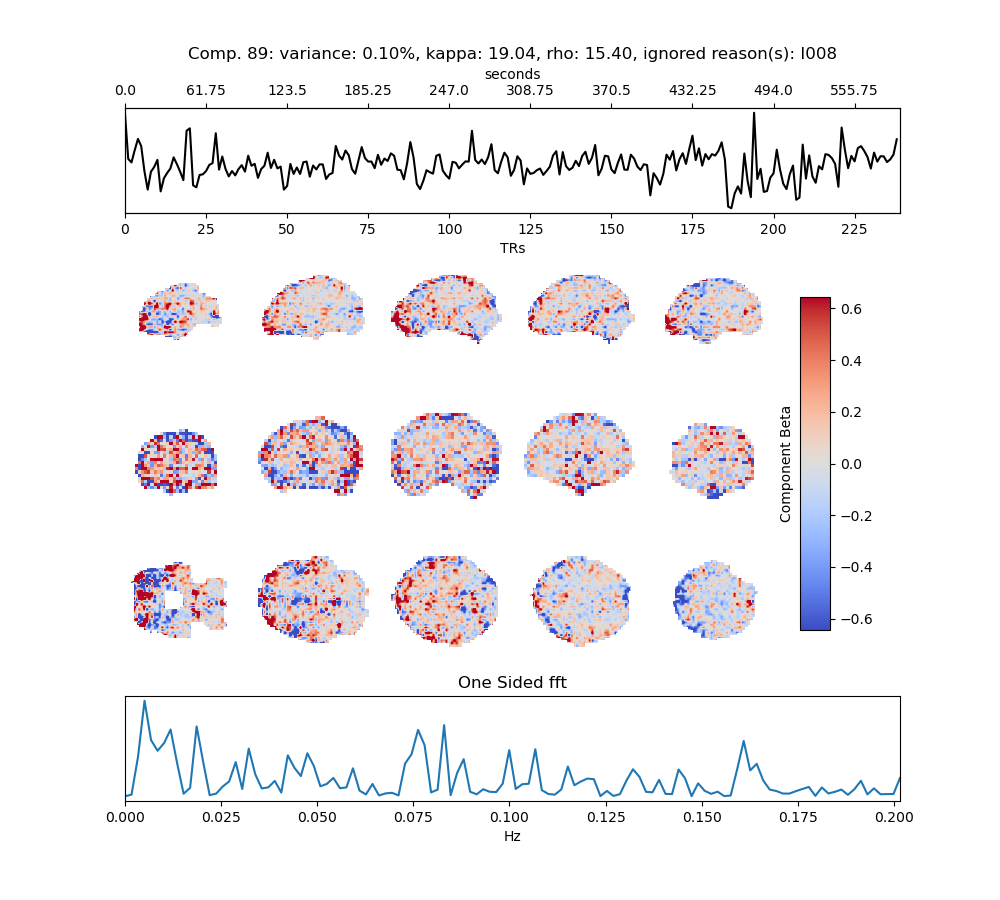 Comp. 89: variance: 0.10%, kappa: 19.04, rho: 15.40, ignored reason(s): I008
seconds
0.0 61.75 123.5 185.25 247.0 308.75 370.5 432.25 494.0 555.75
0 25 50 75 100 125 150 175 200 225
TRs
0.6
0.4
0.2
0.0
−0.2
−0.4
−0.6
Component Beta
One Sided fft
0.000 0.025 0.050 0.075 0.100 0.125 0.150 0.175 0.200
Hz